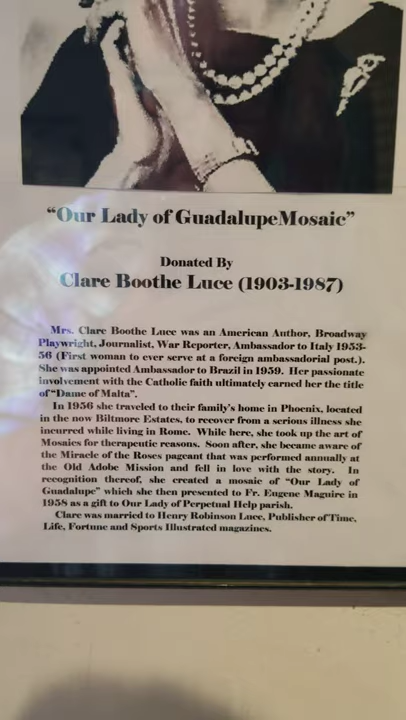 "Our Lady of GuadalupeMosaic"
Donated By
Clare Boothe Luce (1903-1987)
Mrs. Clare Boothe Luce was an American Author, Broadway
Playwright, Journalist, War Reporter, Ambassador to Italy 1953-
56 (First woman to ever serve at a foreign ambassadorial post.).
She was appointed Ambassador to Brazil in 1959. Her passionate
involvement with the Catholic faith ultimately earned her the title
of "Dame of Malta".
In 1956 she traveled to their family's home in Phoenix, located
in the now Biltmore Estates, to recover from a serious illness she
incurred while living in Rome. While here, she took up the art of
Mosaics for therapeutic reasons. Soon after, she became aware of
the Miracle of the Roses pageant that was performed annually at
the Old Adobe Mission and fell in love with the story. In
recognition thereof, she created a mosaic of "Our Lady of
Guadalupe" which she then presented to Fr. Eugene Maguire in
1958 as a gift to Our Lady of Perpetual Help parish.
Clare was married to Henry Robinson Luce, Publisher of Time,
Life, Fortune and Sports Illustrated magazines.